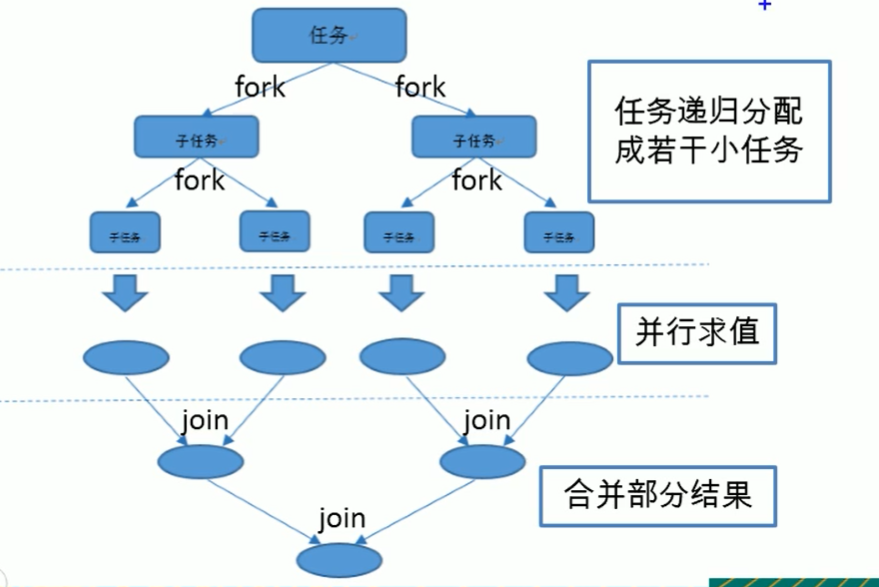 任务
fork
fork
任务递归分配
成若干小任务
子任务
子任务
fork
fork
子任务
子任务
子任务
子任务
并行求值
join
join
合并部分结果
join